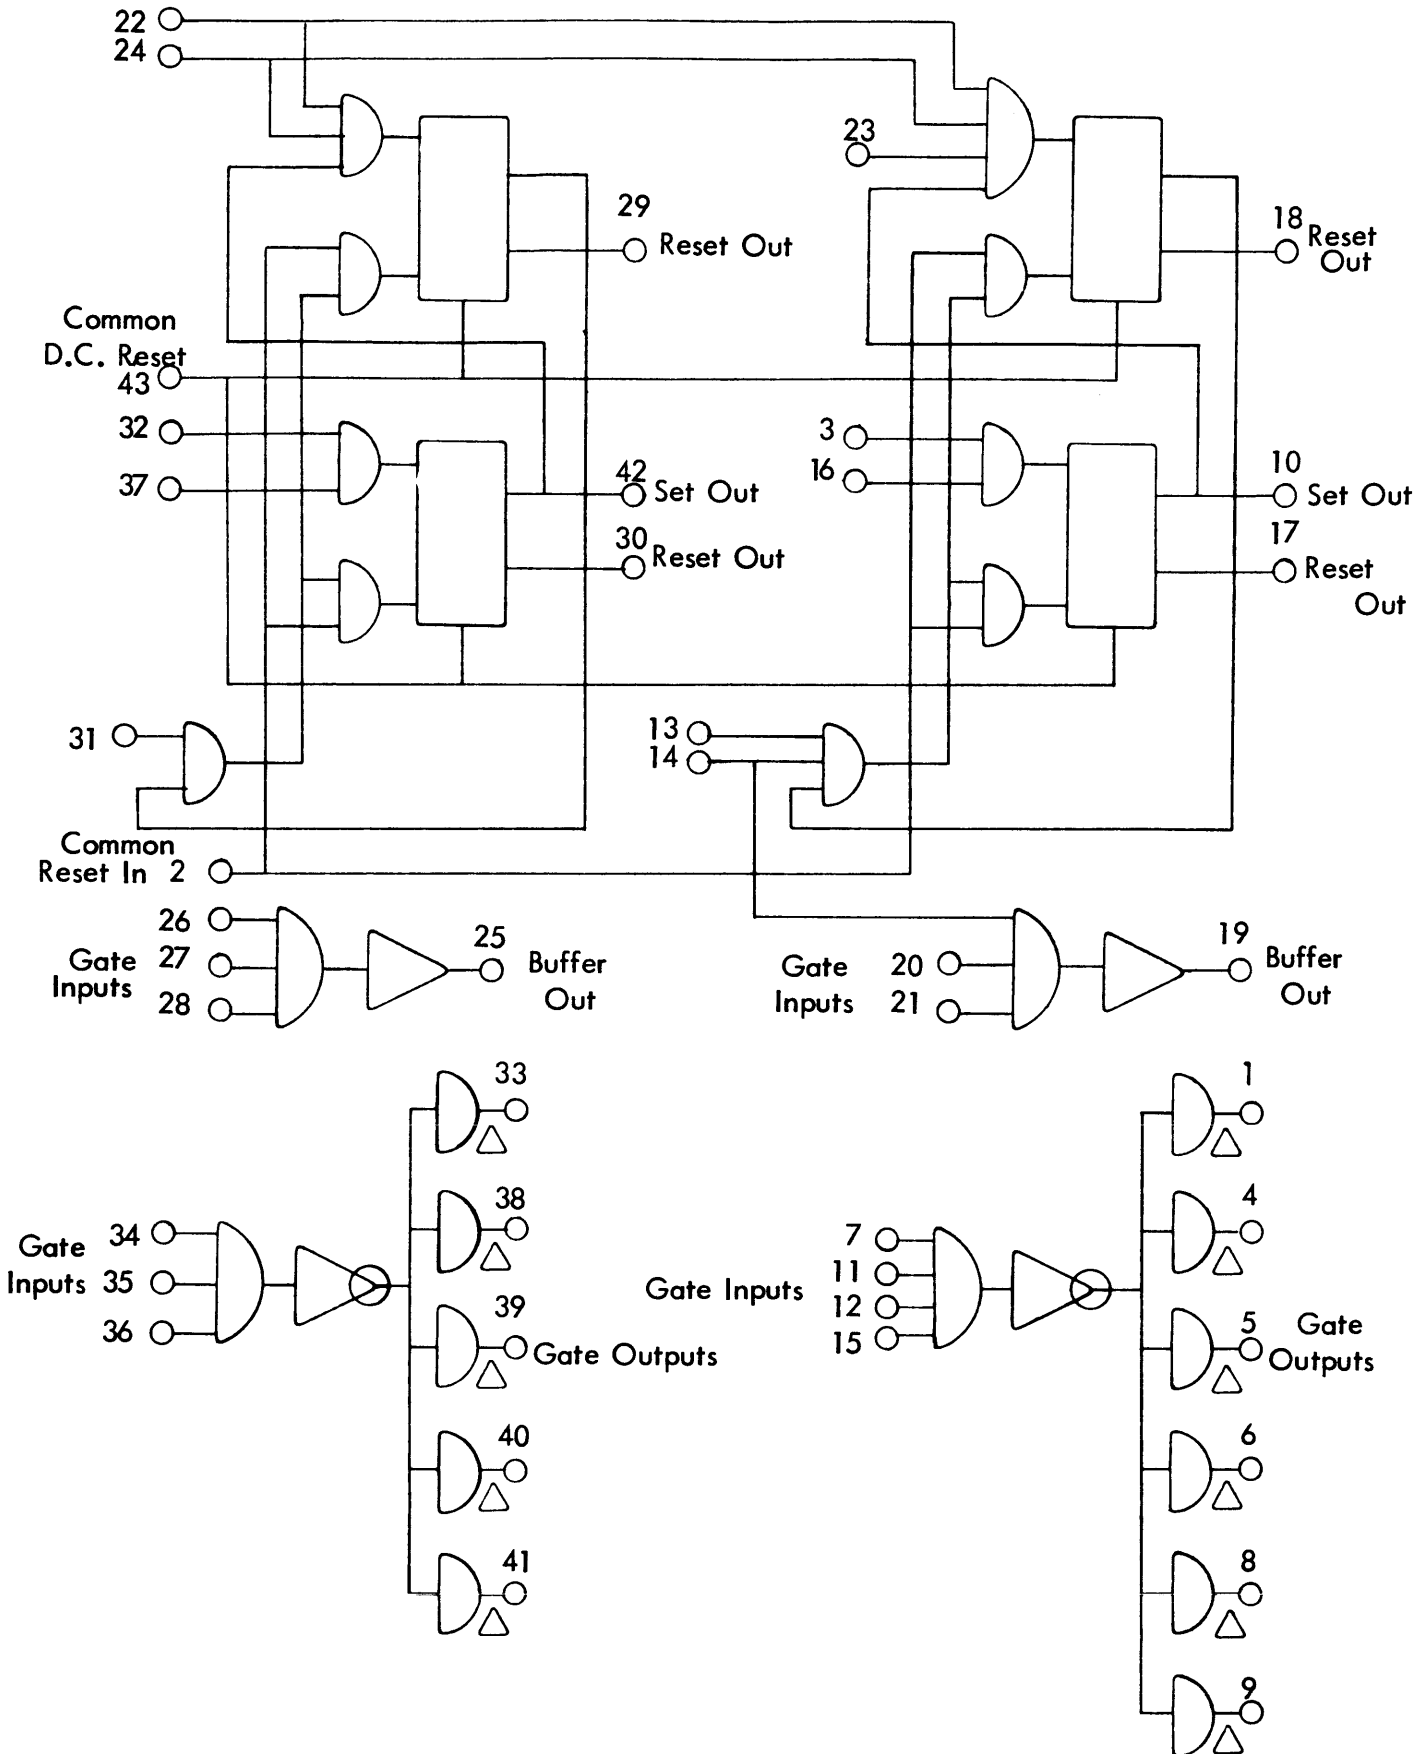 22
24
23
29
Reset Out
18 Reset
Out
Common
D.C. Reset
43
32
37
42 Set Out
30 Reset Out
3
16
10
Set Out
17
Reset
Out
31
13
14
Common
Reset In 2
26
27
28
Gate
Inputs
25
Buffer
Out
Gate
Inputs
20
21
19
Buffer
Out
33
38
39
40
41
Gate
Inputs
34
35
36
Gate Outputs
Gate Inputs
7
11
12
15
1
4
5
6
8
9
Gate
Outputs